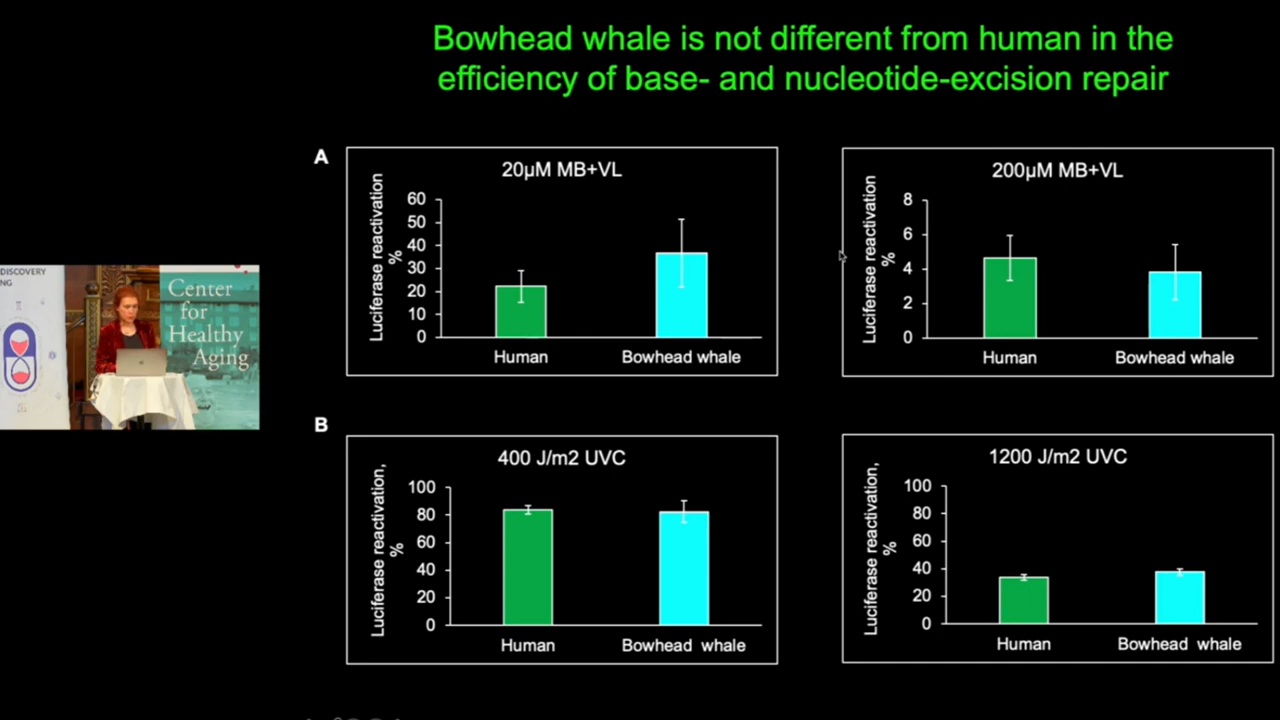 Bowhead whale is not different from human in the
efficiency of base- and nucleotide-excision repair
A
20µM MB+VL
Luciferase reactivation
%
60
50
40
30
20
10
0
Human
Bowhead whale
200µM MB+VL
Luciferase reactivation
%
8
6
4
2
0
Human
Bowhead whale
DISCOVERY
NG
Center
for
Healthy
Aging
B
400 J/m2 UVC
Luciferase reactivation,
%
100
80
60
40
20
0
Human
Bowhead whale
1200 J/m2 UVC
Luciferase reactivation,
%
100
80
60
40
20
0
Human
Bowhead whale